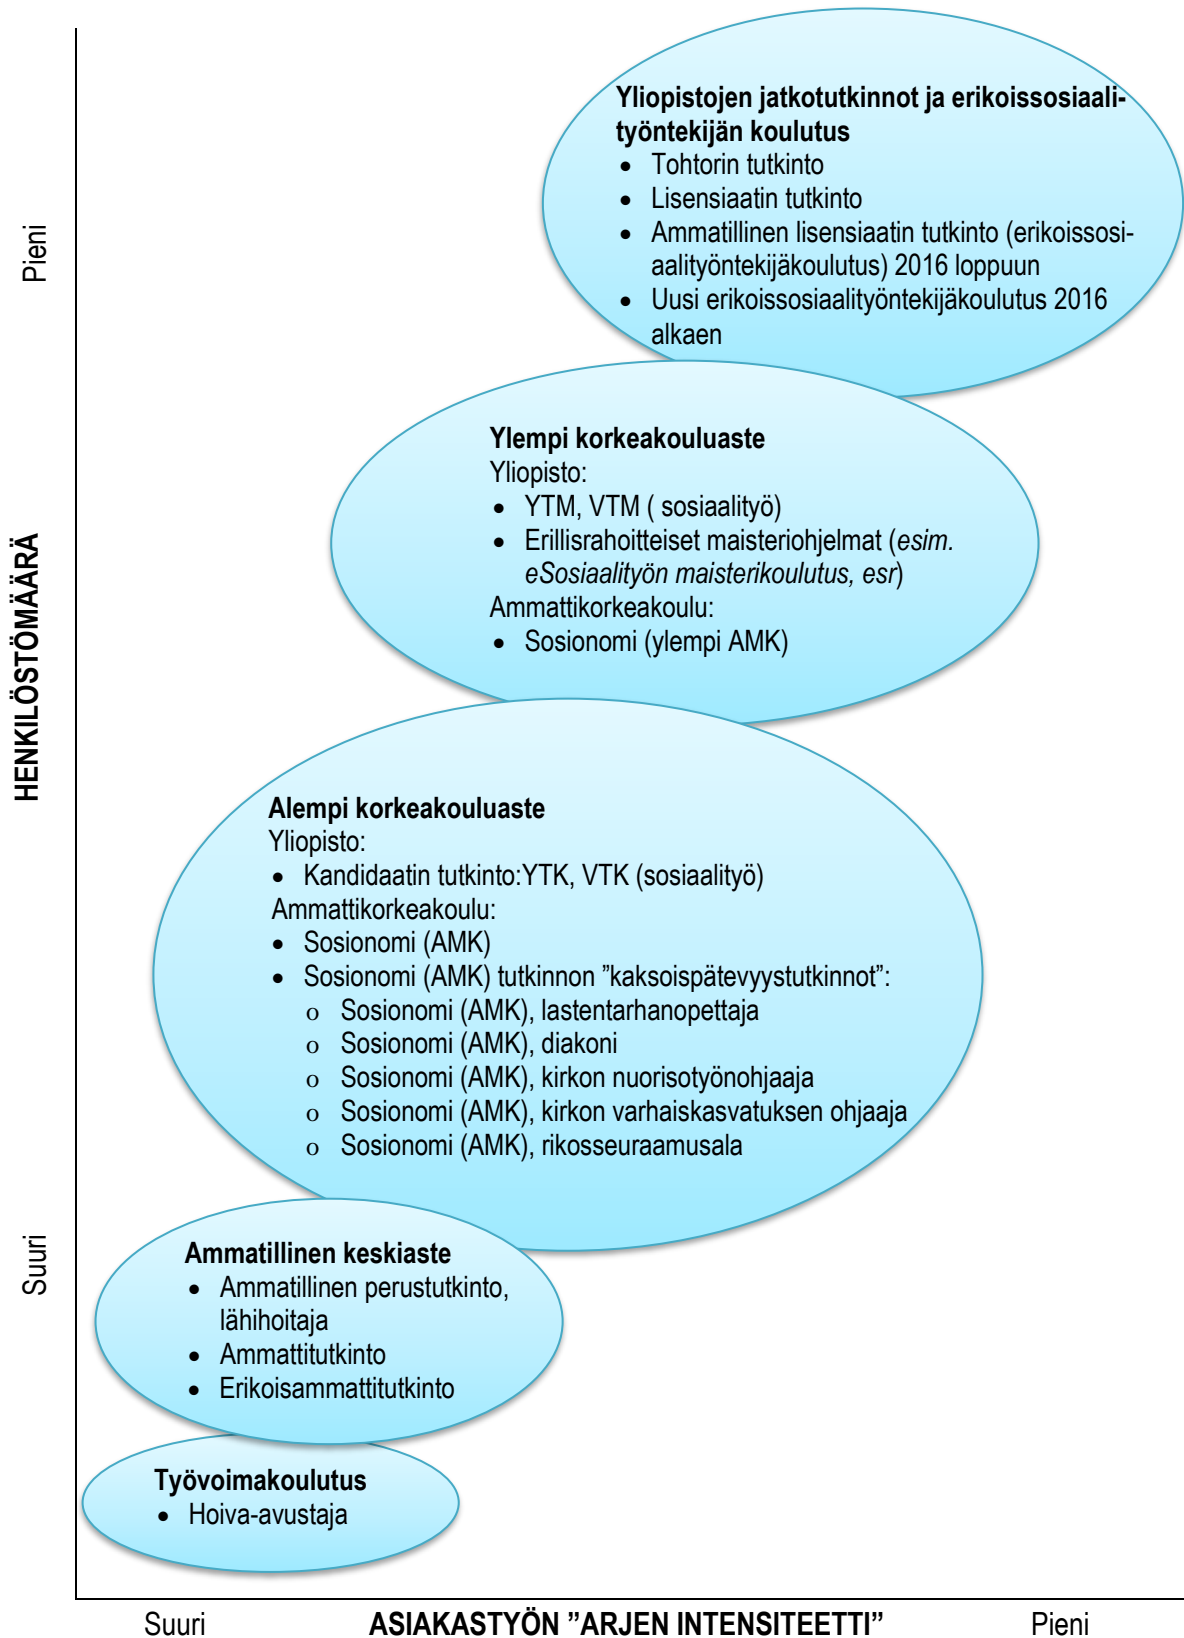 Yliopistojen jatkotutkinnot ja erikoissosiaali-
työntekijän koulutus
• Tohtorin tutkinto
• Lisensiaatin tutkinto
• Ammatillinen lisensiaatin tutkinto (erikoissosi-
aalityöntekijäkoulutus) 2016 loppuun
• Uusi erikoissosiaalityöntekijäkoulutus 2016
alkaen
Pieni
Ylempi korkeakouluaste
Yliopisto:
• YTM, VTM ( sosiaalityö)
• Erillisrahoitteiset maisteriohjelmat (esim.
eSosiaalityön maisterikoulutus, esr)
Ammattikorkeakoulu:
• Sosionomi (ylempi AMK)
HENKILÖSTÖMÄÄRÄ
Alempi korkeakouluaste
Yliopisto:
• Kandidaatin tutkinto:YTK, VTK (sosiaalityö)
Ammattikorkeakoulu:
• Sosionomi (AMK)
• Sosionomi (AMK) tutkinnon ”kaksoispätevyystutkinnot”:
o Sosionomi (AMK), lastentarhanopettaja
o Sosionomi (AMK), diakoni
o Sosionomi (AMK), kirkon nuorisotyönohjaaja
o Sosionomi (AMK), kirkon varhaiskasvatuksen ohjaaja
o Sosionomi (AMK), rikosseuraamusala
Suuri
Ammatillinen keskiaste
• Ammatillinen perustutkinto,
lähihoitaja
• Ammattitutkinto
• Erikoisammattitutkinto
Työvoimakoulutus
• Hoiva-avustaja
Suuri
ASIAKASTYÖN ”ARJEN INTENSITEETTI”
Pieni